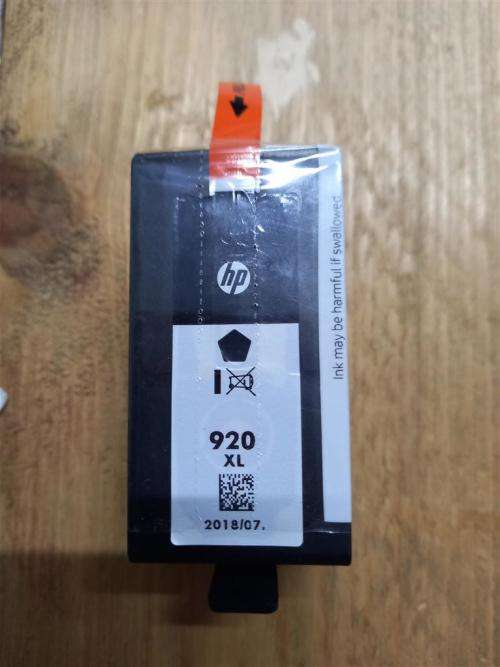 hp
920
XL
2018/07.
Ink may be harmful if swallowed